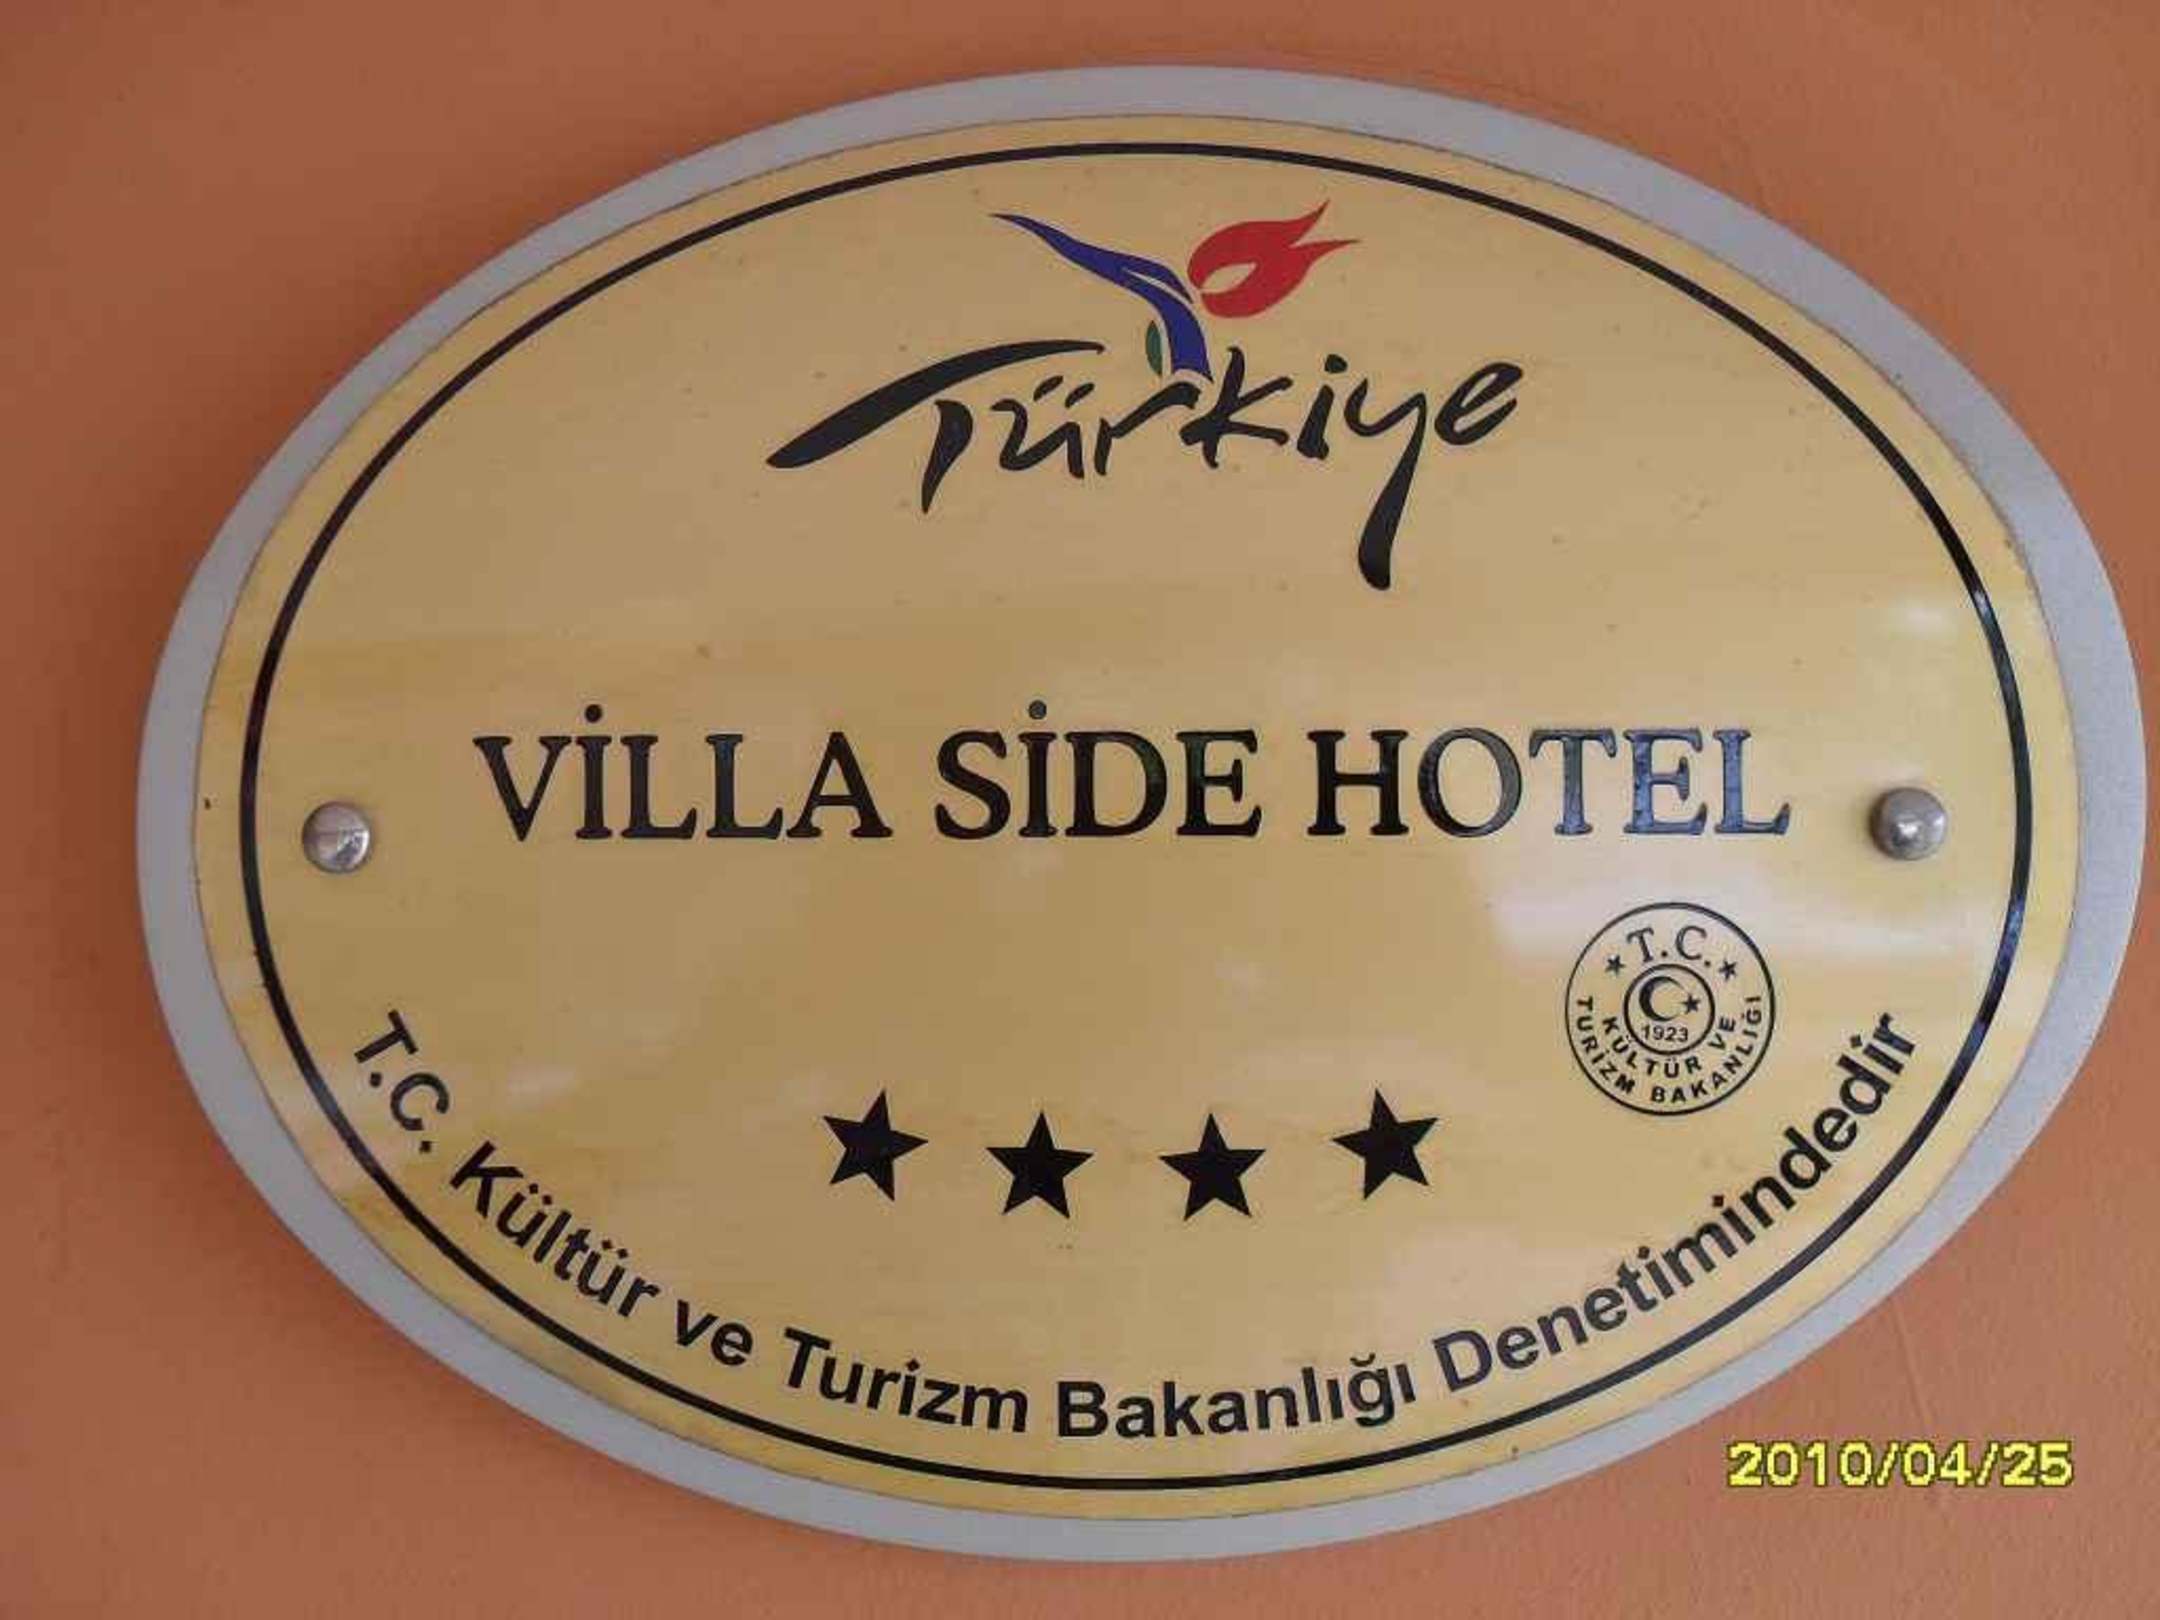 Türkiye
VİLLA SİDE HOTEL
T.C.
1923
KÜLTÜR VE
TURİZM BAKANLIĞI
T.C. Kültür ve Turizm Bakanlığı Denetimindedir
2010/04/25